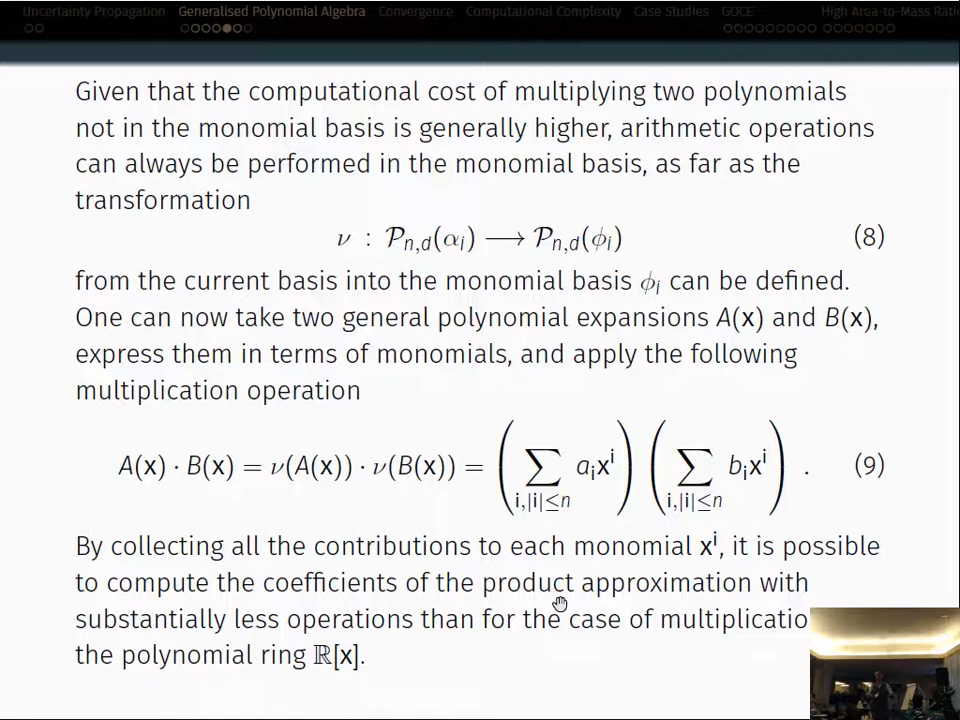 Uncertainty Propagation Generalised Polynomial Algebra Convergence Computational Complexity Case Studies GOCE High Area-to-Mass
Given that the computational cost of multiplying two polynomials
not in the monomial basis is generally higher, arithmetic operations
can always be performed in the monomial basis, as far as the
transformation
ν : 𝒫n,d(αi) ⟶ 𝒫n,d(ϕi) (8)
from the current basis into the monomial basis ϕi can be defined.
One can now take two general polynomial expansions A(x) and B(x),
express them in terms of monomials, and apply the following
multiplication operation
A(x) · B(x) = ν(A(x)) · ν(B(x)) = (∑i,|i|≤n aixⁱ) (∑i,|i|≤n bixⁱ) . (9)
By collecting all the contributions to each monomial xⁱ, it is possible
to compute the coefficients of the product approximation with
substantially less operations than for the case of multiplicatio
the polynomial ring ℝ[x].